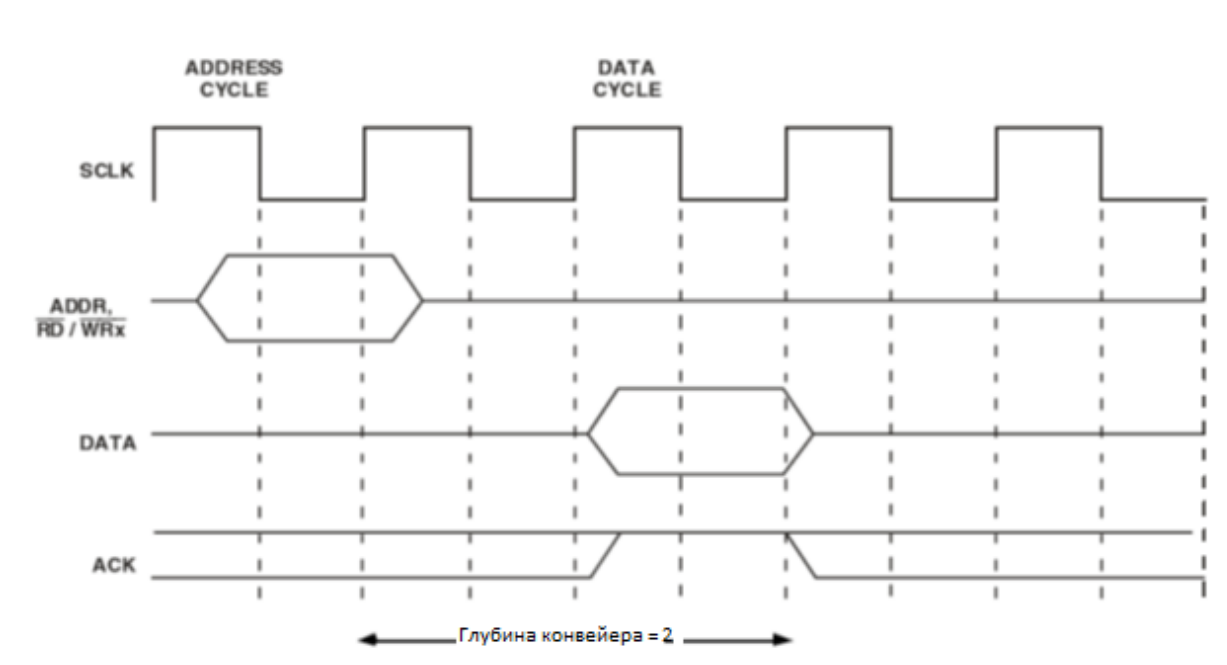 ADDRESS
CYCLE
DATA
CYCLE
SCLK
ADDR,
RD / WRx
DATA
ACK
Глубина конвейера = 2